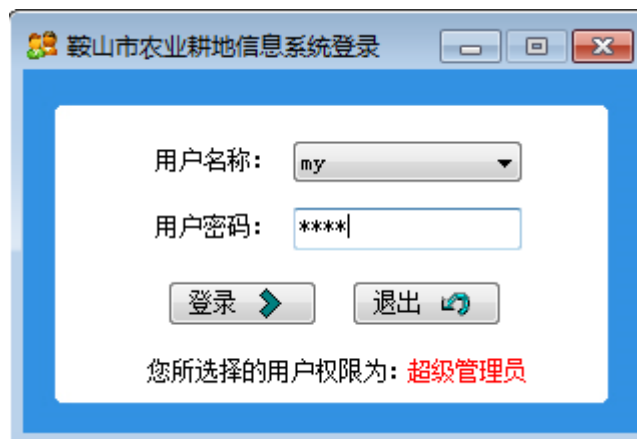 鞍山市农业耕地信息系统登录
用户名称： my
用户密码： ****
登录 退出
您所选择的用户权限为：超级管理员